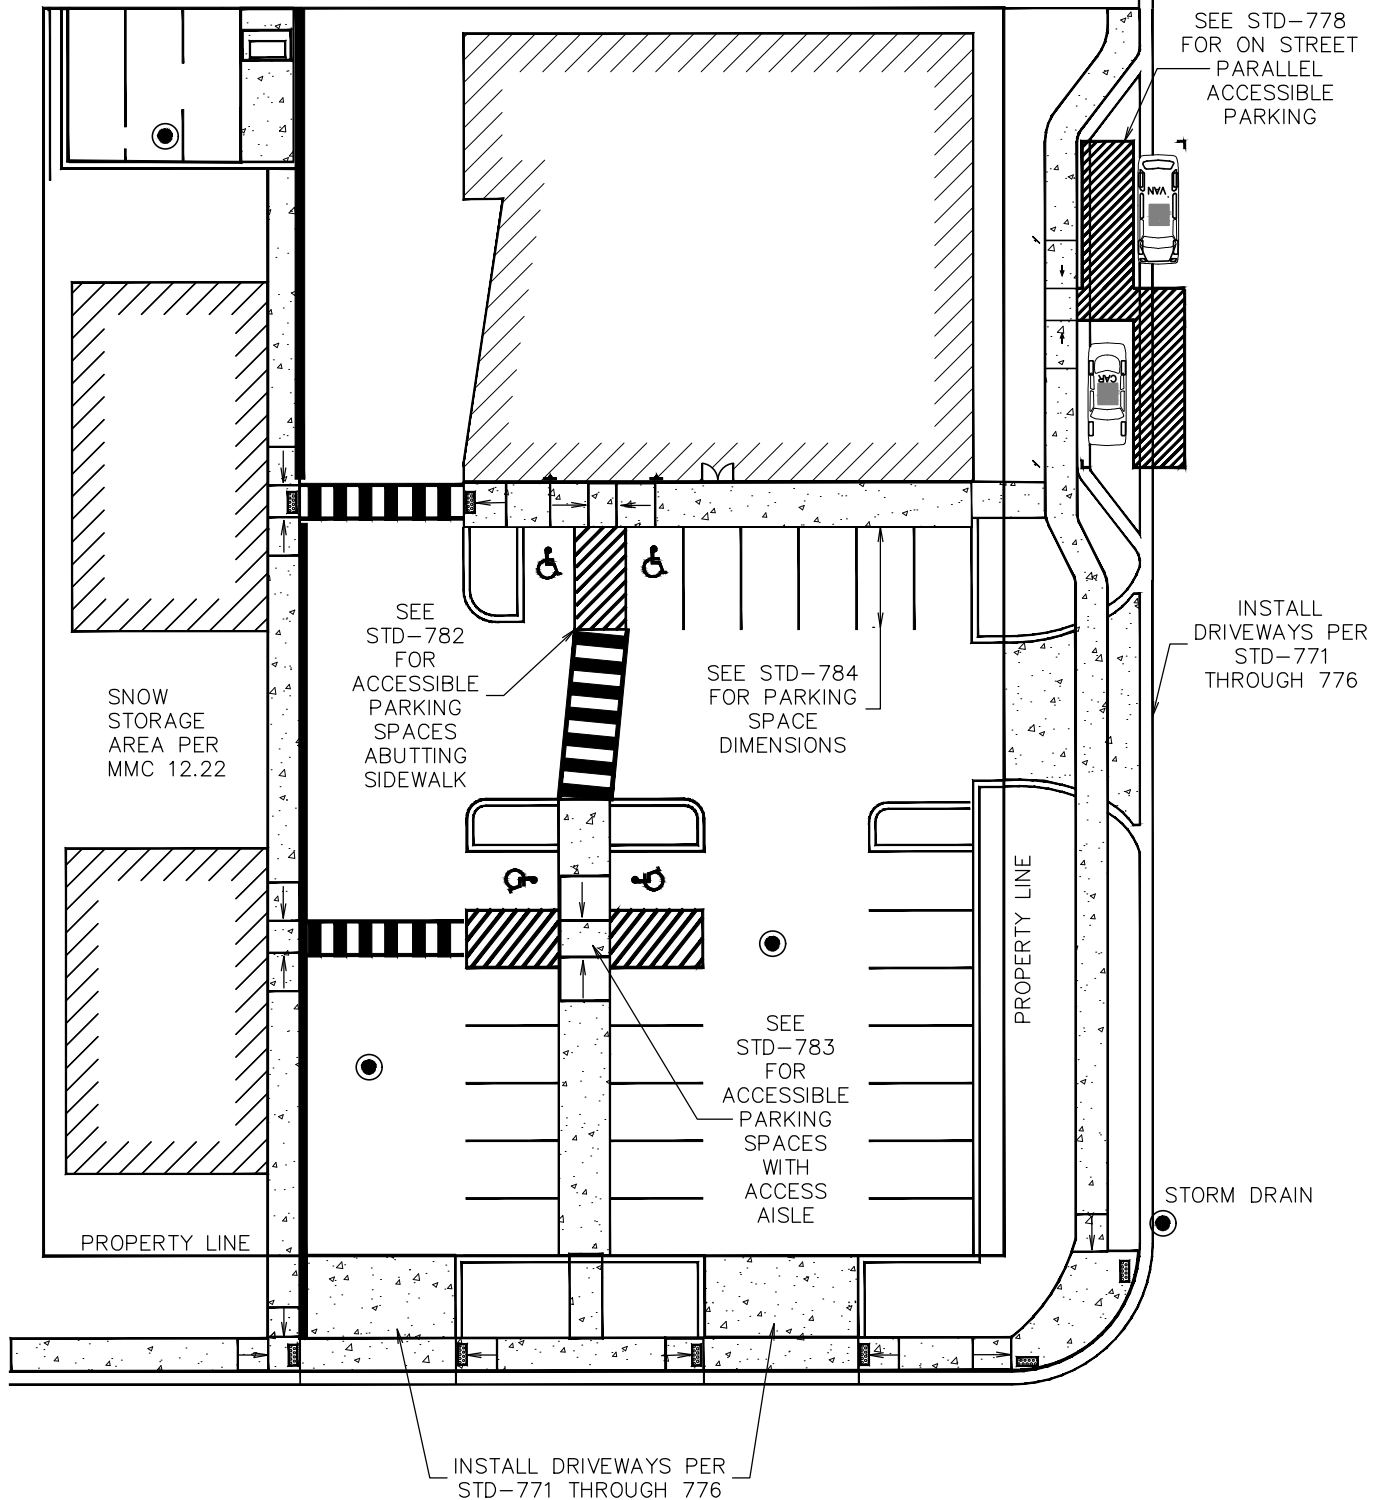 SEE STD-778
FOR ON STREET
PARALLEL
ACCESSIBLE
PARKING
VAN
CAR
SEE
STD-782
FOR
ACCESSIBLE
PARKING
SPACES
ABUTTING
SIDEWALK
SEE STD-784
FOR PARKING
SPACE
DIMENSIONS
INSTALL
DRIVEWAYS PER
STD-771
THROUGH 776
SNOW
STORAGE
AREA PER
MMC 12.22
PROPERTY LINE
SEE
STD-783
FOR
ACCESSIBLE
PARKING
SPACES
WITH
ACCESS
AISLE
STORM DRAIN
PROPERTY LINE
INSTALL DRIVEWAYS PER
STD-771 THROUGH 776